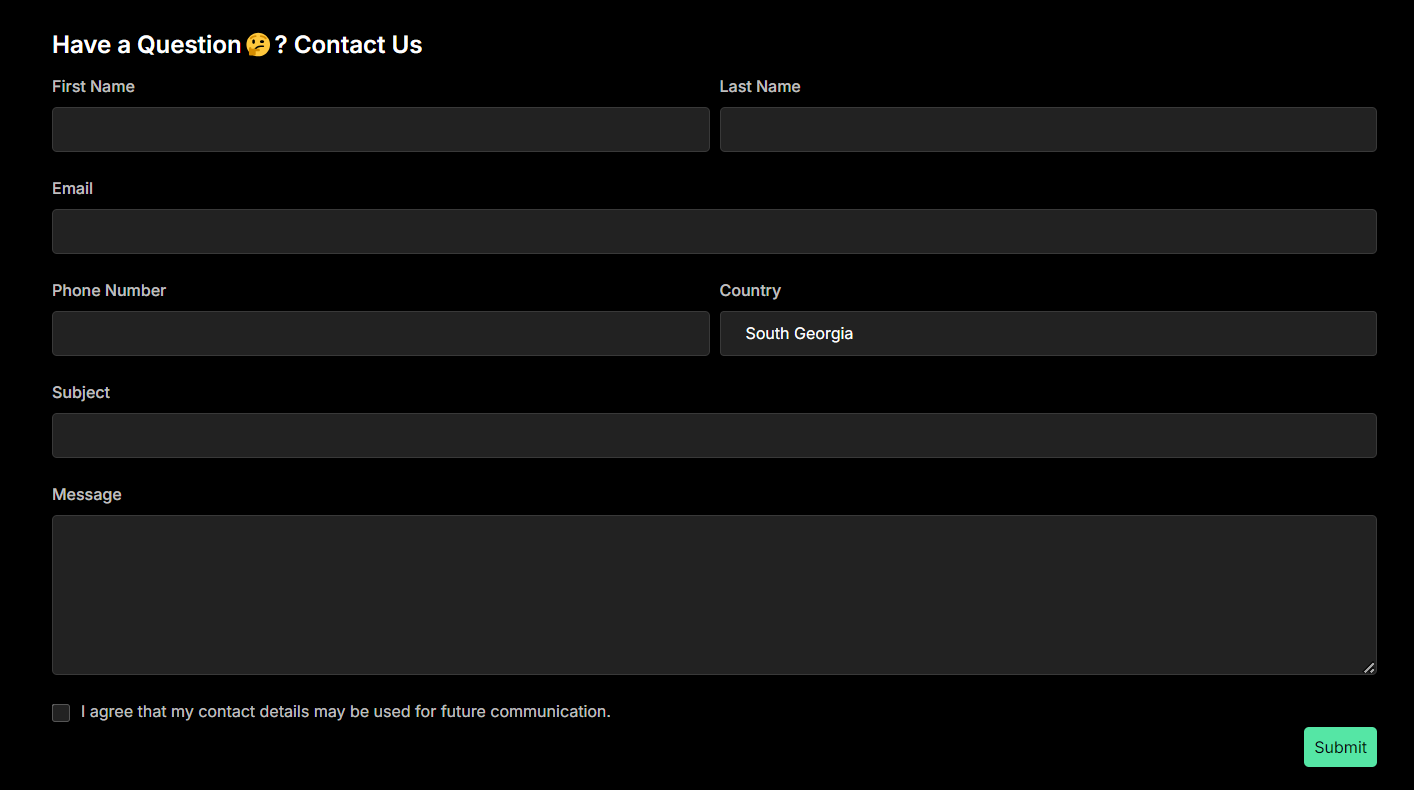 Have a Question🤔? Contact Us
First Name
Last Name
Email
Phone Number
Country
South Georgia
Subject
Message
I agree that my contact details may be used for future communication.
Submit